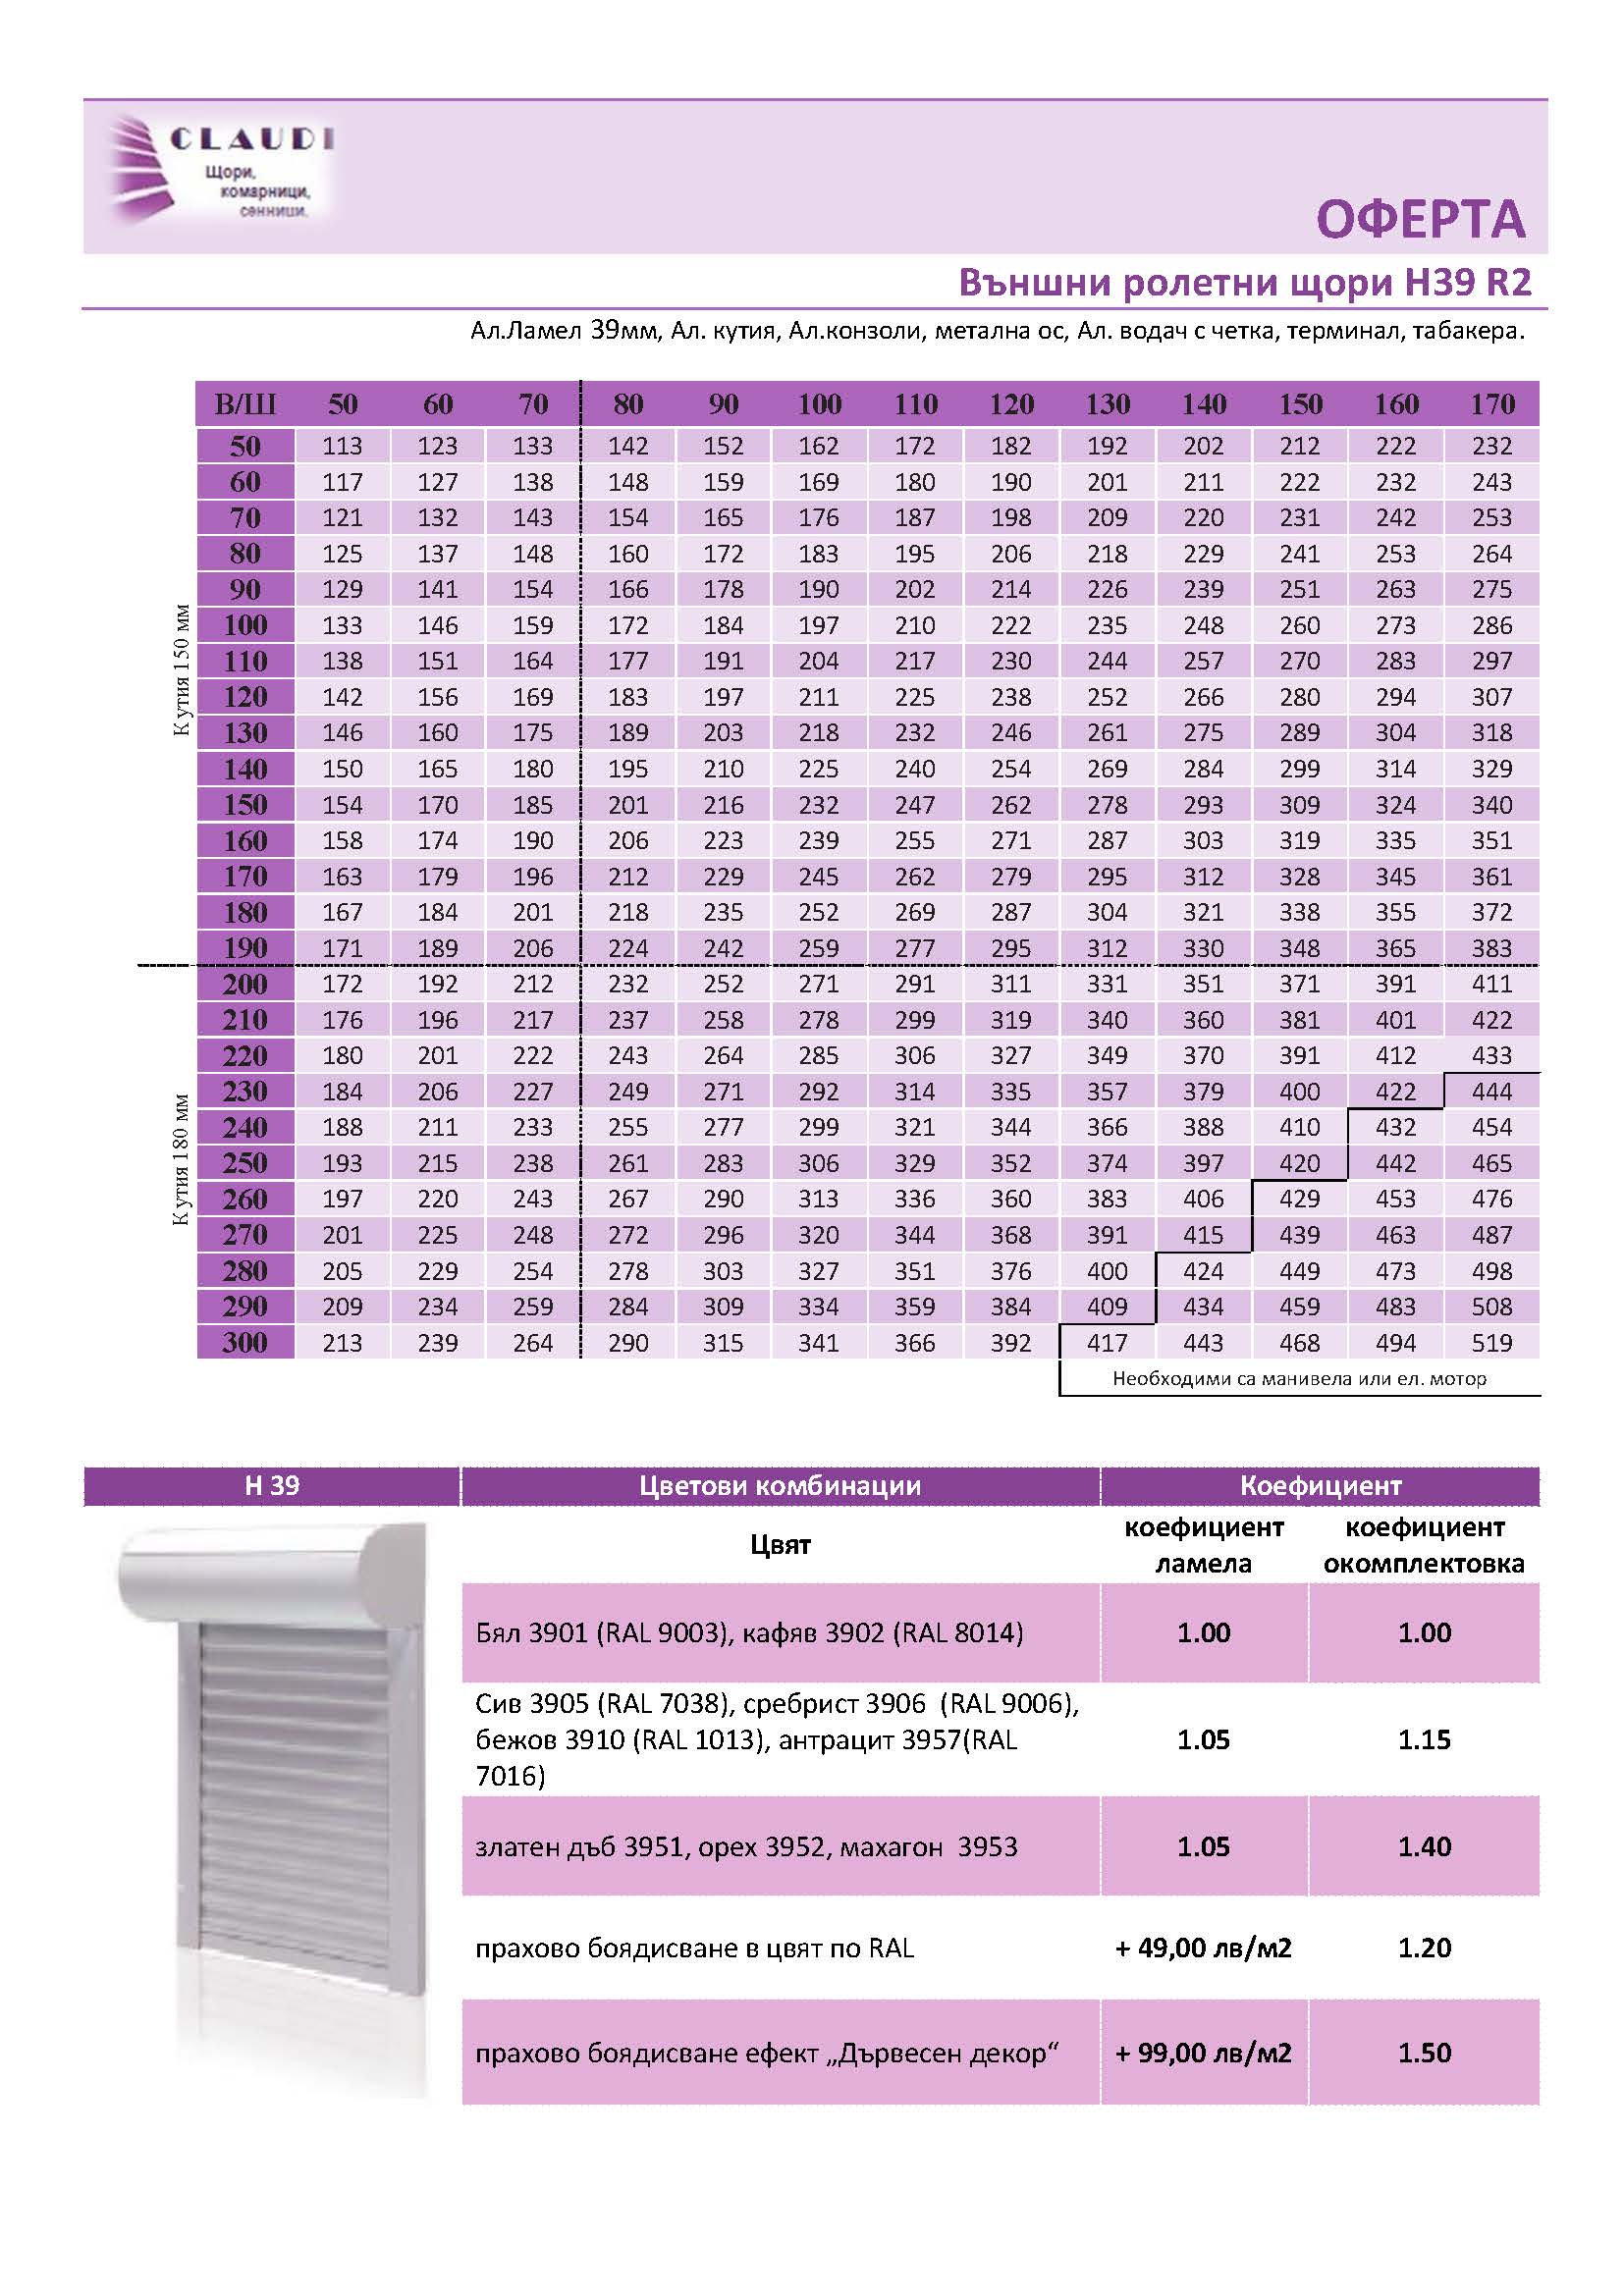 CLAUDI
Щори,
комарници,
сенници.
ОФЕРТА
Външни ролетни щори H39 R2
Ал.Ламел 39мм, Ал. кутия, Ал.конзоли, метална ос, Ал. водач с четка, терминал, табакера.
В/Ш 50 60 70 80 90 100 110 120 130 140 150 160 170
50 113 123 133 142 152 162 172 182 192 202 212 222 232
60 117 127 138 148 159 169 180 190 201 211 222 232 243
70 121 132 143 154 165 176 187 198 209 220 231 242 253
80 125 137 148 160 172 183 195 206 218 229 241 253 264
90 129 141 154 166 178 190 202 214 226 239 251 263 275
100 133 146 159 172 184 197 210 222 235 248 260 273 286
110 138 151 164 177 191 204 217 230 244 257 270 283 297
120 142 156 169 183 197 211 225 238 252 266 280 294 307
130 146 160 175 189 203 218 232 246 261 275 289 304 318
140 150 165 180 195 210 225 240 254 269 284 299 314 329
150 154 170 185 201 216 232 247 262 278 293 309 324 340
160 158 174 190 206 223 239 255 271 287 303 319 335 351
170 163 179 196 212 229 245 262 279 295 312 328 345 361
180 167 184 201 218 235 252 269 287 304 321 338 355 372
190 171 189 206 224 242 259 277 295 312 330 348 365 383
Кутия 150 мм
200 172 192 212 232 252 271 291 311 331 351 371 391 411
210 176 196 217 237 258 278 299 319 340 360 381 401 422
220 180 201 222 243 264 285 306 327 349 370 391 412 433
230 184 206 227 249 271 292 314 335 357 379 400 422 444
240 188 211 233 255 277 299 321 344 366 388 410 432 454
250 193 215 238 261 283 306 329 352 374 397 420 442 465
260 197 220 243 267 290 313 336 360 383 406 429 453 476
270 201 225 248 272 296 320 344 368 391 415 439 463 487
280 205 229 254 278 303 327 351 376 400 424 449 473 498
290 209 234 259 284 309 334 359 384 409 434 459 483 508
300 213 239 264 290 315 341 366 392 417 443 468 494 519
Кутия 180 мм
Необходими са манивела или ел. мотор
Н 39 Цветови комбинации Коефициент
Цвят
коефициент
ламела
коефициент
окомплектовка
Бял 3901 (RAL 9003), кафяв 3902 (RAL 8014) 1.00 1.00
Сив 3905 (RAL 7038), сребрист 3906 (RAL 9006),
бежов 3910 (RAL 1013), антрацит 3957(RAL
7016)
1.05 1.15
златен дъб 3951, орех 3952, махагон 3953 1.05 1.40
прахово боядисване в цвят по RAL + 49,00 лв/м2 1.20
прахово боядисване ефект „Дървесен декор“ + 99,00 лв/м2 1.50